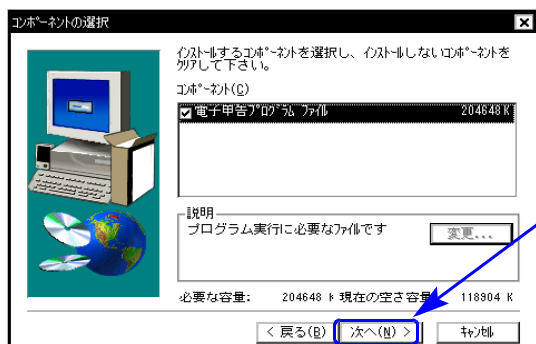 コンポーネントの選択
インストールするコンポーネントを選択し、インストールしないコンポーネントを
クリアして下さい。
コンポーネント(C)
電子申告プログラム ファイル 204648 K
説明
プログラム実行に必要なファイルです
変更...
必要な容量: 204648 K 現在の空き容量 118904 K
< 戻る(B) 次へ(N) > キャンセル